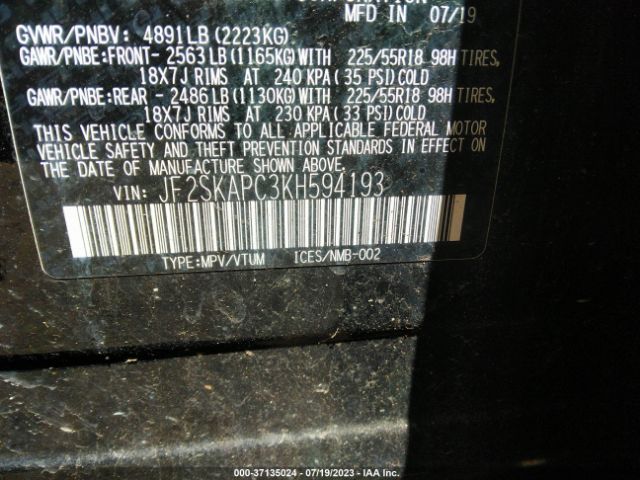 MFD IN 07/19
GVWR/PNBV: 4891LB(2223KG)
GAWR/PNBE:FRONT- 2563LB(1165KG)WITH 225/55R18 98H TIRES,
18X7J RIMS AT 240 KPA(35 PSI)COLD
GAWR/PNBE:REAR - 2486LB(1130KG)WITH 225/55R18 98H TIRES,
18X7J RIMS AT 230 KPA(33 PSI)COLD
THIS VEHICLE CONFORMS TO ALL APPLICABLE FEDERAL MOTOR
VEHICLE SAFETY AND THEFT PREVENTION STANDARDS IN EFFECT ON
THE DATE OF MANUFACTURE SHOWN ABOVE.
VIN: JF2SKAPC3KH594193
TYPE:MPV/VTUM ICES/NMB-002
000-37135024 - 07/19/2023 - IAA Inc.